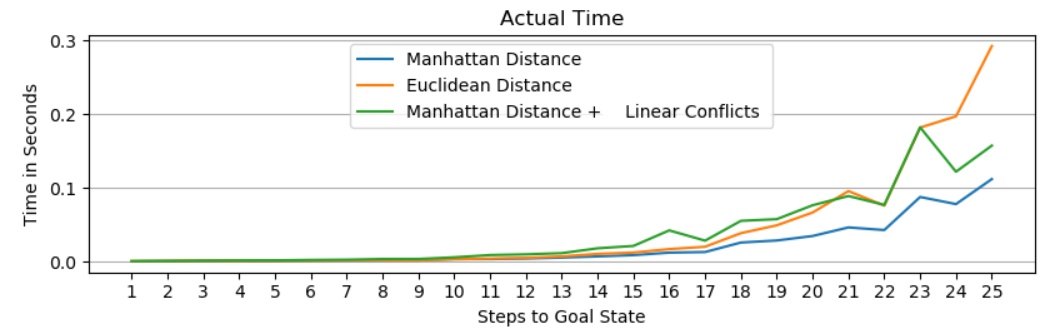 Actual Time
0.3
0.2
0.1
0.0
Time in Seconds
Manhattan Distance
Euclidean Distance
Manhattan Distance + Linear Conflicts
1 2 3 4 5 6 7 8 9 10 11 12 13 14 15 16 17 18 19 20 21 22 23 24 25
Steps to Goal State